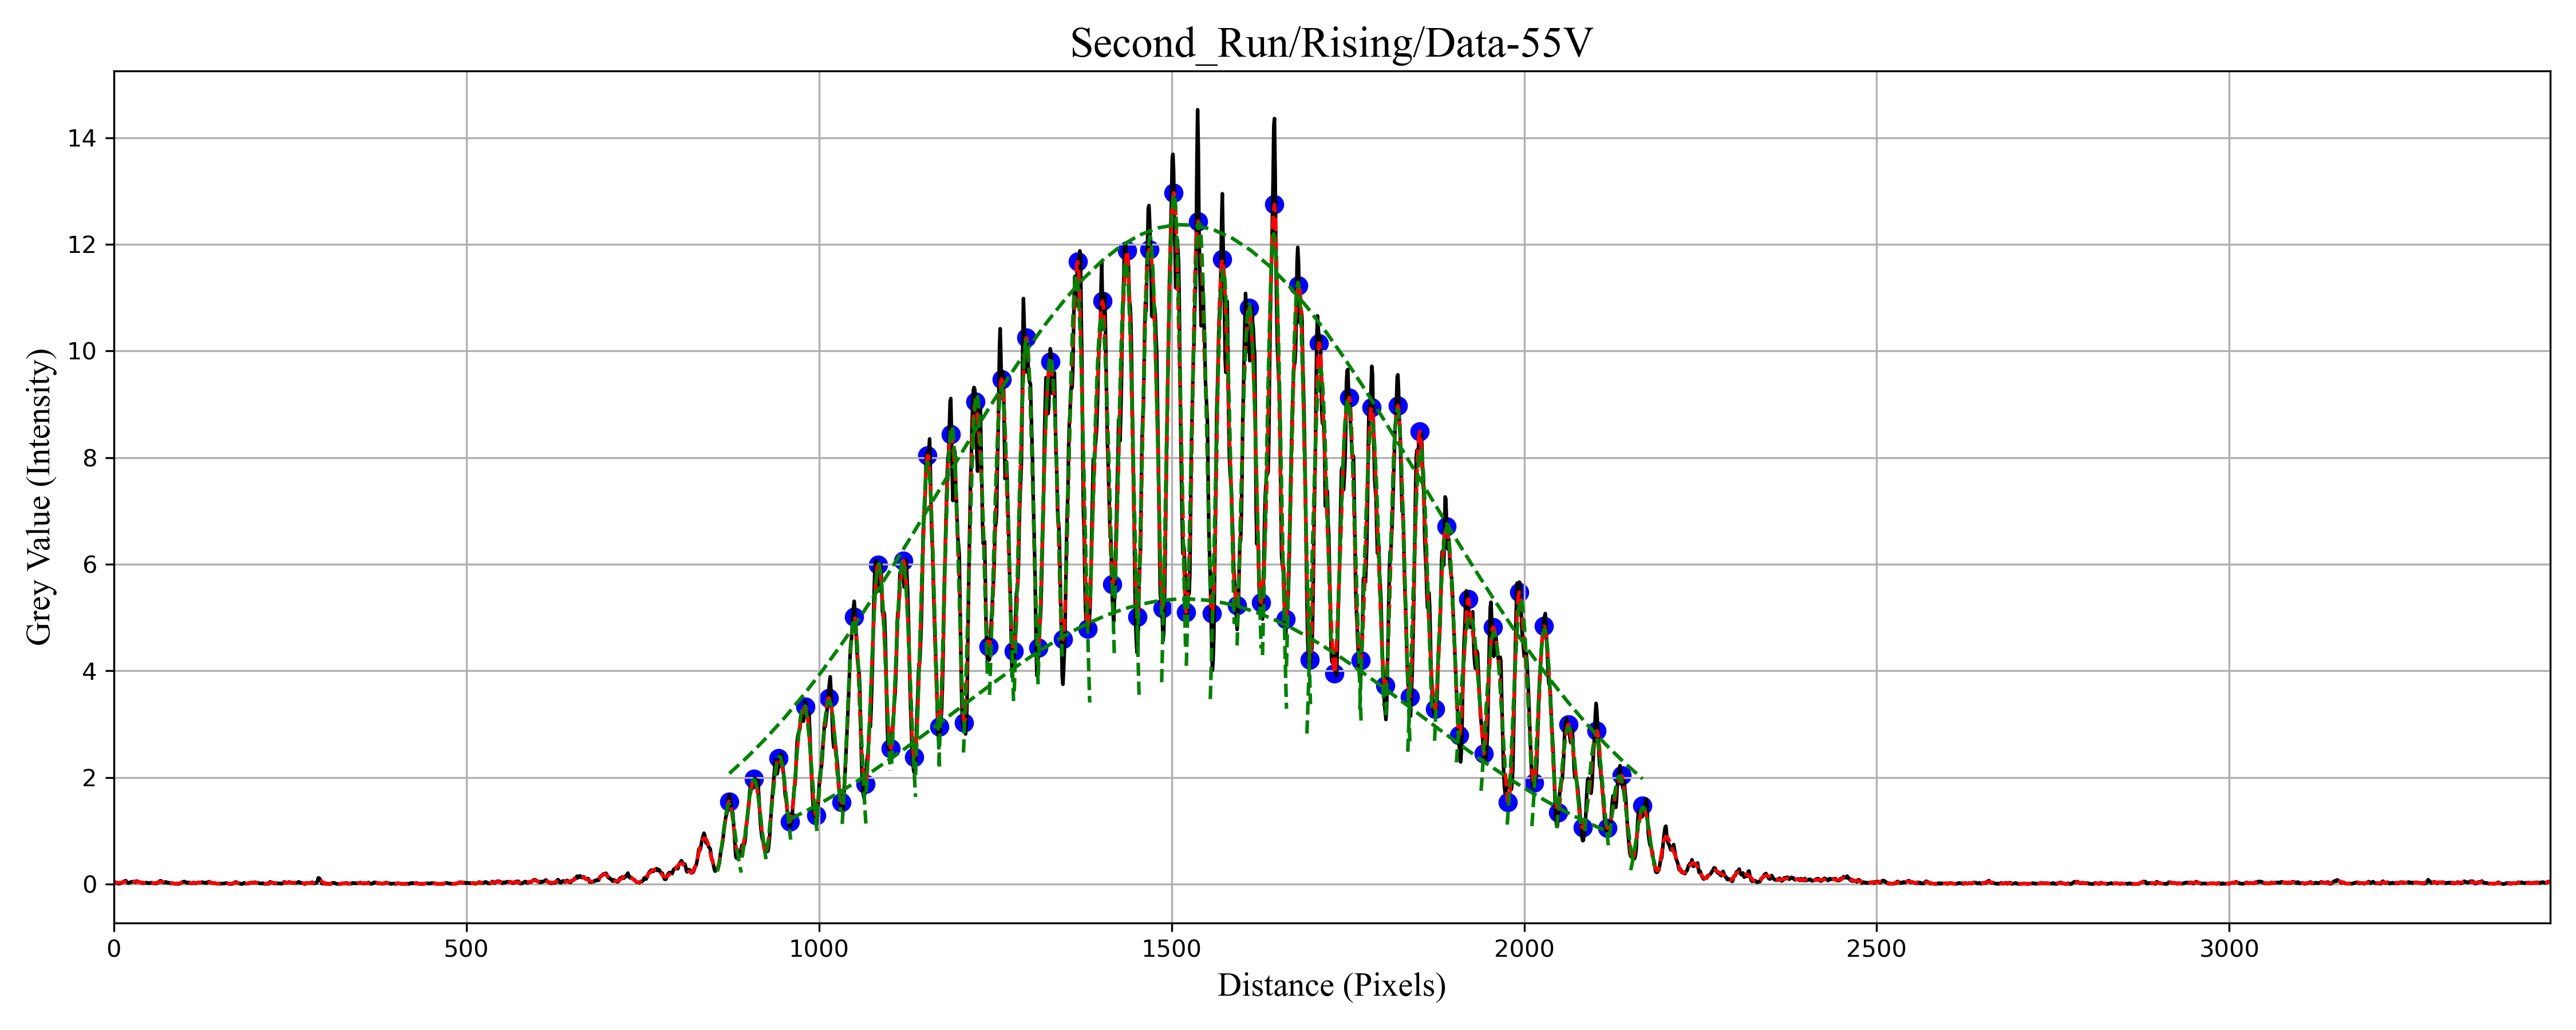 Second_Run/Rising/Data-55V
14
12
10
8
6
4
2
0
Grey Value (Intensity)
0 500 1000 1500 2000 2500 3000
Distance (Pixels)